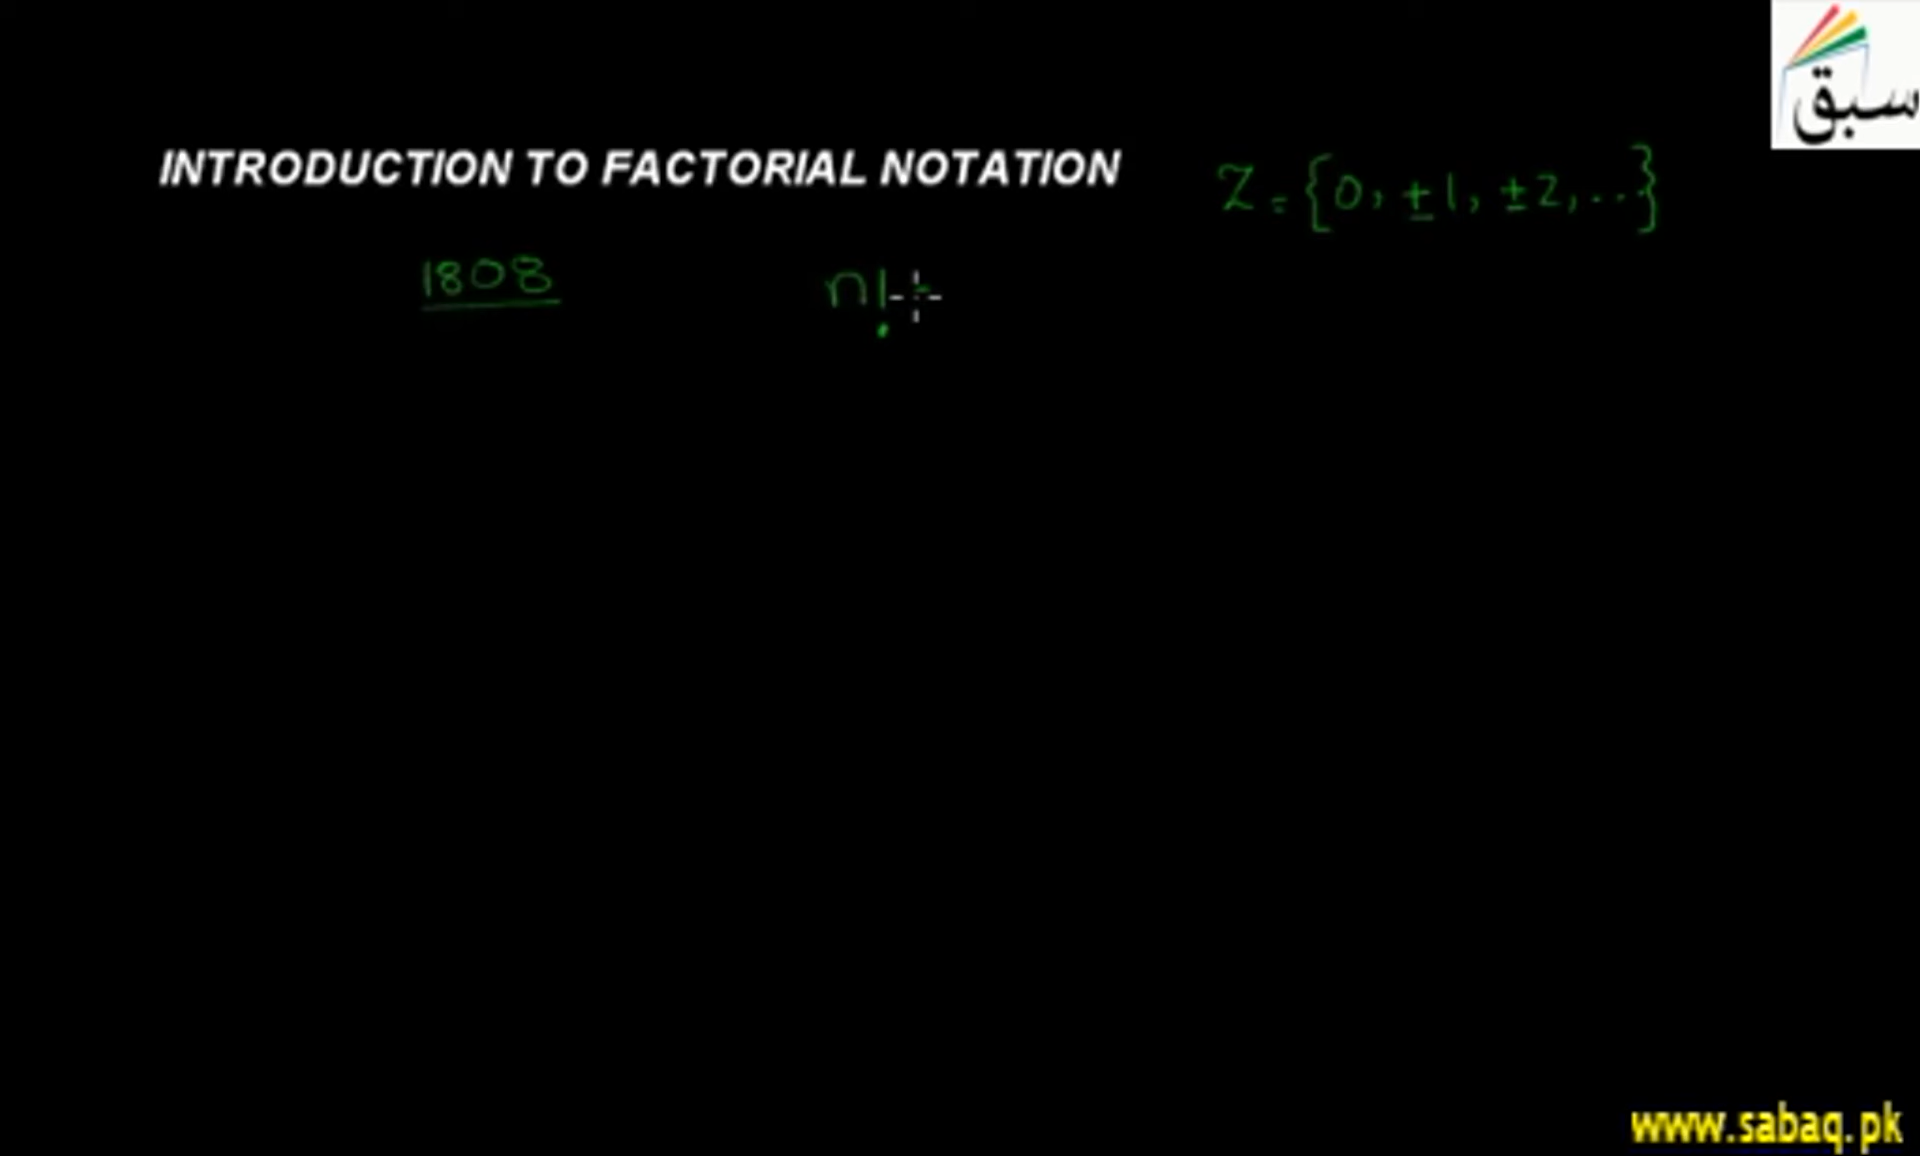 سبق
INTRODUCTION TO FACTORIAL NOTATION
Z = {0, ±1, ±2, ...}
1808
n! =
www.sabaq.pk